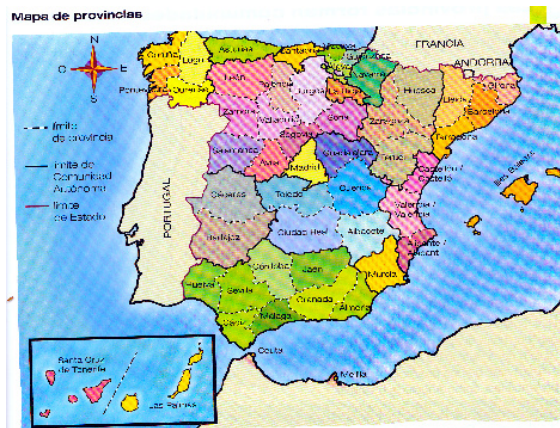 Mapa de provincias
N
O E
S
límite
de provincia
límite de
Comunidad
Autónoma
límite
de Estado
FRANCIA
ANDORRA
PORTUGAL
Coruña
Lugo
Asturias
Cantabria
Pontevedra
Ourense
León
Palencia
Burgos
La Rioja
Navarra
Huesca
Lleida
Girona
Barcelona
Zamora
Valladolid
Soria
Zaragoza
Tarragona
Segovia
Salamanca
Ávila
Madrid
Guadalajara
Teruel
Castellón /
Castelló
Cáceres
Toledo
Cuenca
Valencia /
València
Illes Balears
Badajoz
Ciudad Real
Albacete
Alicante /
Alacant
Murcia
Huelva
Sevilla
Córdoba
Jaén
Granada
Almería
Cádiz
Málaga
Ceuta
Melilla
Santa Cruz
de Tenerife
Las Palmas